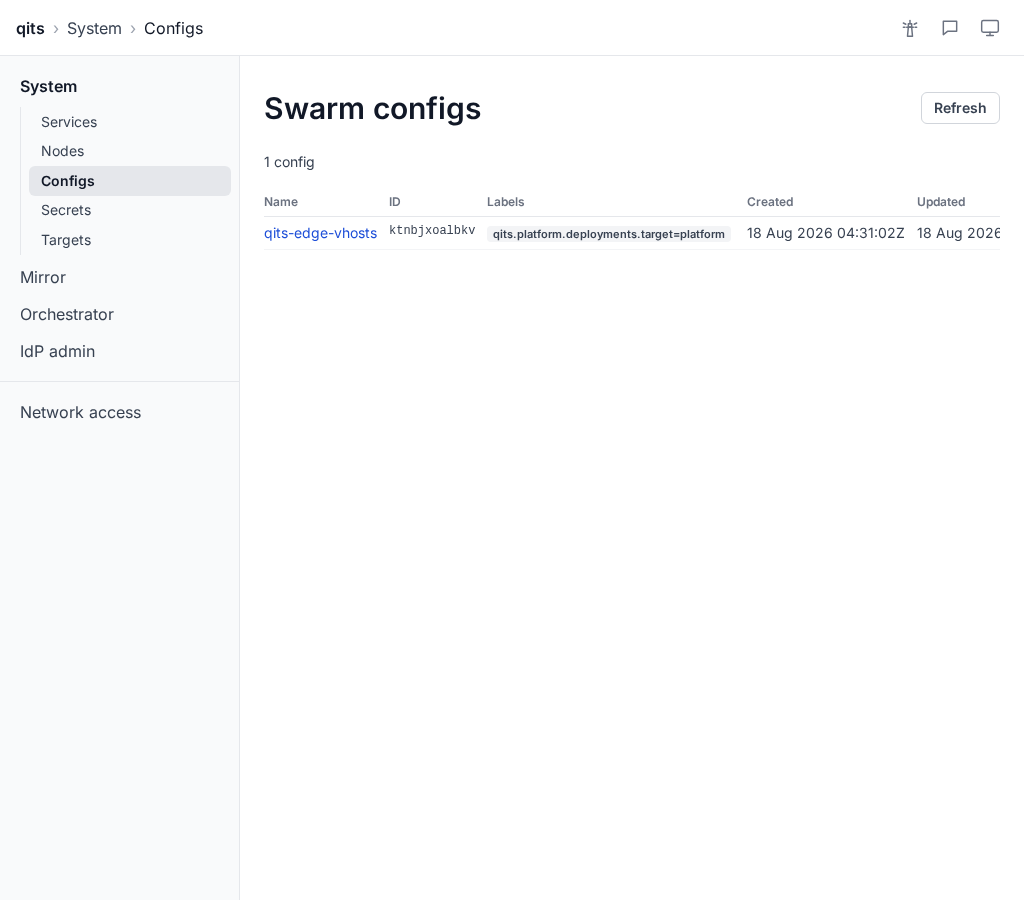 qits › System › Configs
System
Services
Nodes
Configs
Secrets
Targets
Mirror
Orchestrator
IdP admin
Network access
Swarm configs
Refresh
1 config
Name ID Labels Created Updated
qits-edge-vhosts ktnbjxoalbkv qits.platform.deployments.target=platform 18 Aug 2026 04:31:02Z 18 Aug 2026